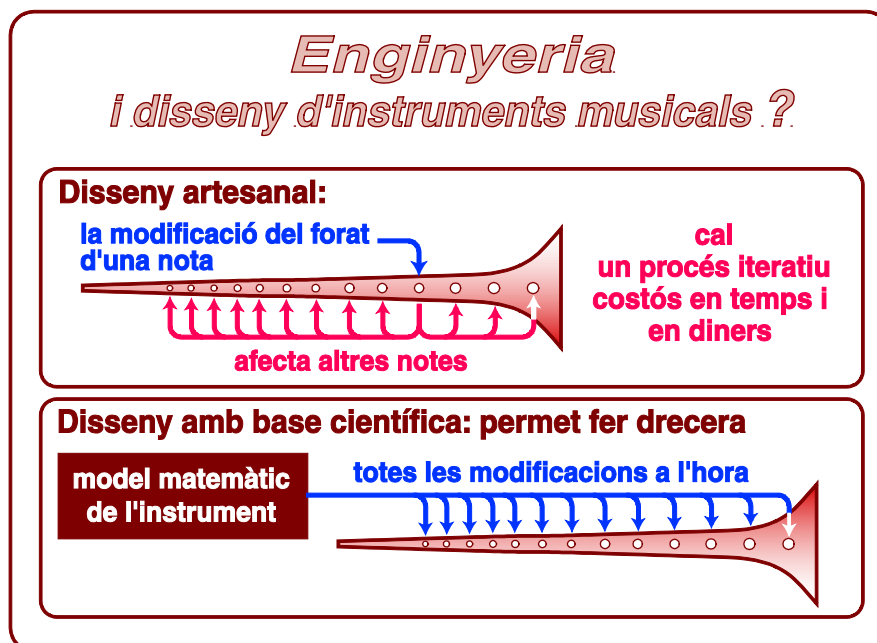 Enginyeria
i disseny d'instruments musicals ?
Disseny artesanal:
la modificació del forat
d'una nota
cal
un procés iteratiu
costós en temps i
en diners
afecta altres notes
Disseny amb base científica: permet fer drecera
model matemàtic
de l'instrument
totes les modificacions a l'hora